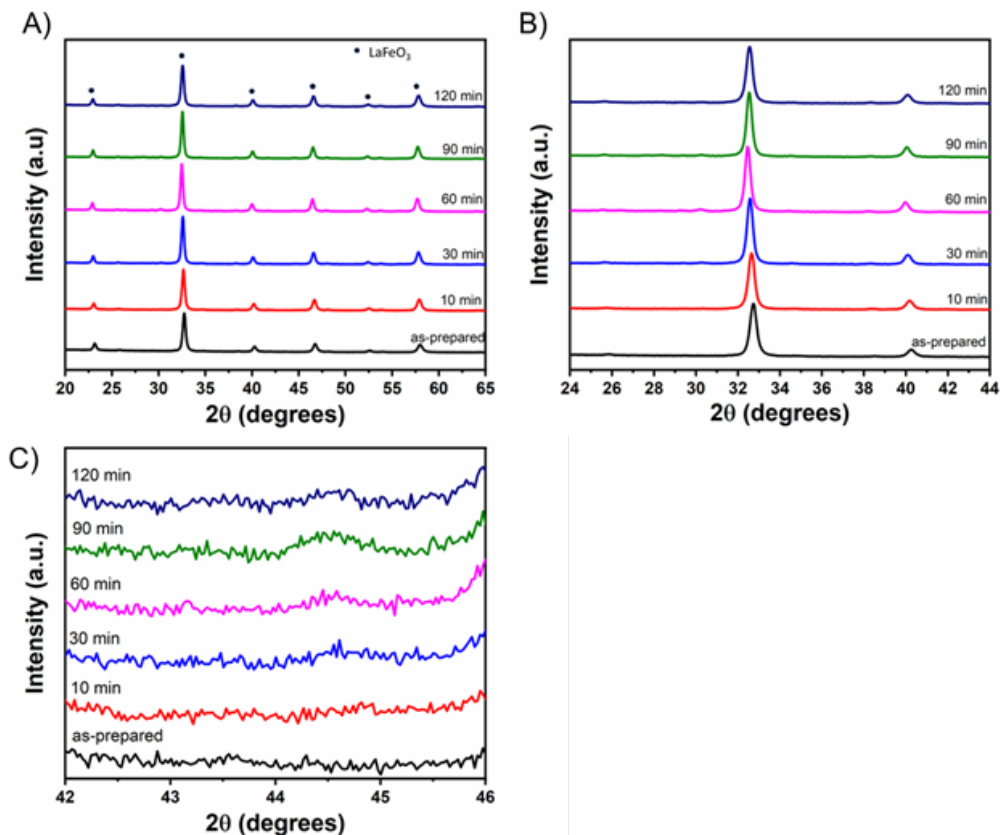 A)
• LaFeO₃
120 min
90 min
60 min
30 min
10 min
as-prepared
20 25 30 35 40 45 50 55 60 65
2θ (degrees)
Intensity (a.u)
B)
120 min
90 min
60 min
30 min
10 min
as-prepared
24 26 28 30 32 34 36 38 40 42 44
2θ (degrees)
Intensity (a.u.)
C)
120 min
90 min
60 min
30 min
10 min
as-prepared
42 43 44 45 46
2θ (degrees)
Intensity (a.u.)